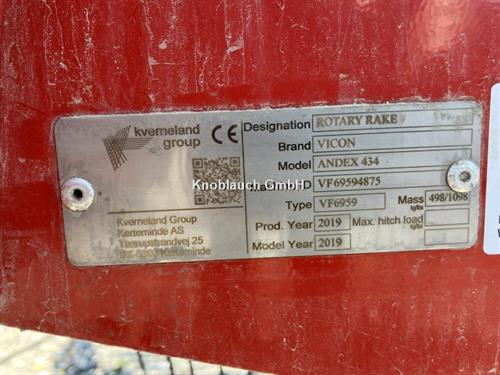 kverneland
group
CE
Designation ROTARY RAKE
Brand VICON
Model ANDEX 434
Knoblauch GmbH
VF69594875
Type VF6959 Mass kg/lbs 498/1098
Prod. Year 2019 Max. hitch load kg/lbs
Model Year 2019
Kverneland Group
Kerteminde AS
Taarupstrandvej 25
5300 Kerteminde